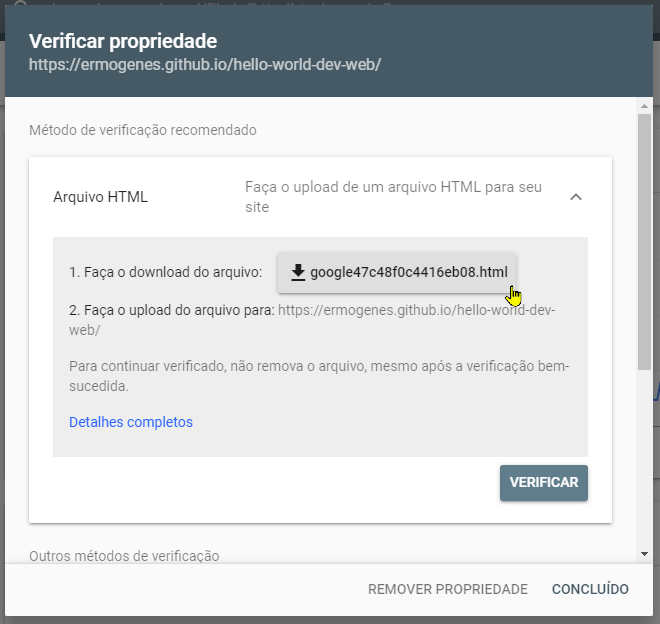 Verificar propriedade
https://ermogenes.github.io/hello-world-dev-web/
Método de verificação recomendado
Arquivo HTML
Faça o upload de um arquivo HTML para seu
site
1. Faça o download do arquivo:
google47c48f0c4416eb08.html
2. Faça o upload do arquivo para: https://ermogenes.github.io/hello-world-dev-
web/
Para continuar verificado, não remova o arquivo, mesmo após a verificação bem-
sucedida.
Detalhes completos
VERIFICAR
Outros métodos de verificação
REMOVER PROPRIEDADE
CONCLUÍDO